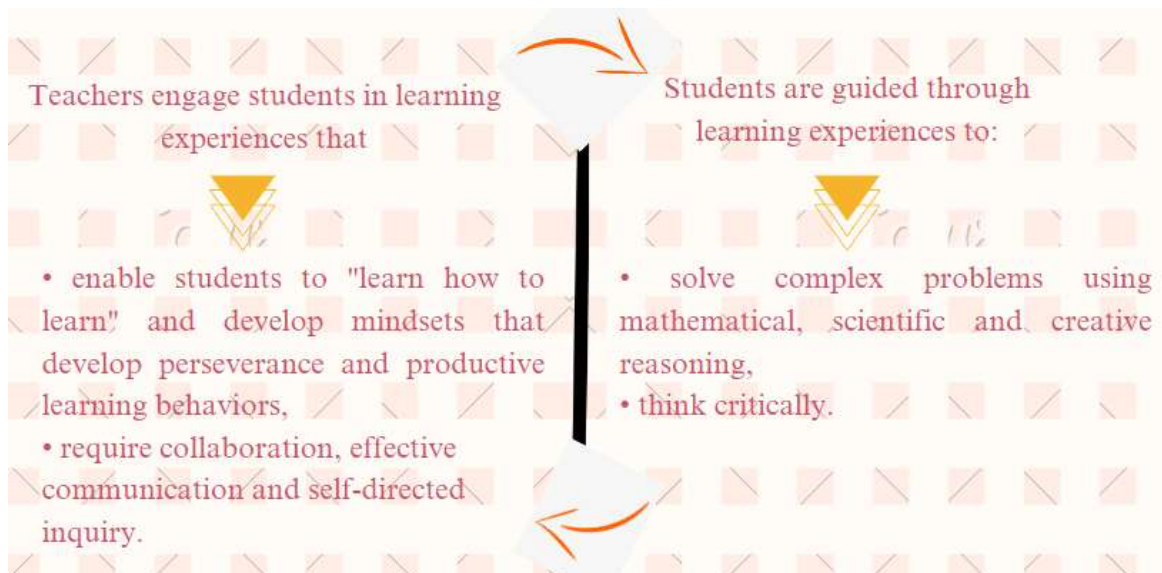 Teachers engage students in learning
experiences that
• enable students to "learn how to
learn" and develop mindsets that
develop perseverance and productive
learning behaviors,
• require collaboration, effective
communication and self-directed
inquiry.
Students are guided through
learning experiences to:
• solve complex problems using
mathematical, scientific and creative
reasoning,
• think critically.